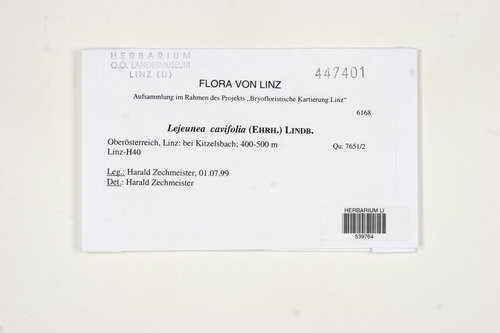 HERBARIUM
O.Ö. LANDESMUSEUM
LINZ (LI)
447401
FLORA VON LINZ
Aufsammlung im Rahmen des Projekts „Bryofloristische Kartierung Linz“
6168
Lejeunea cavifolia (EHRH.) LINDB.
Oberösterreich, Linz: bei Kitzelsbach; 400-500 m
Qu: 7651/2
Linz-H40
Leg.: Harald Zechmeister, 01.07.99
Det.: Harald Zechmeister
HERBARIUM LI
539764